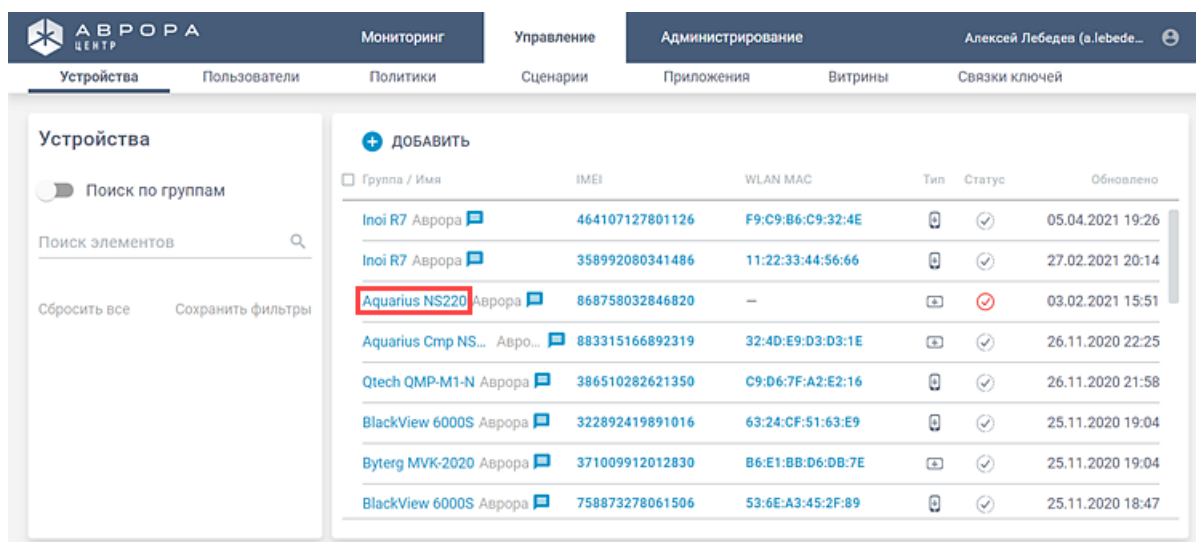 АВРОРА
ЦЕНТР
Мониторинг Управление Администрирование Алексей Лебедев (a.lebede...
Устройства Пользователи Политики Сценарии Приложения Витрины Связки ключей
Устройства
Поиск по группам
Поиск элементов
Сбросить все Сохранить фильтры
ДОБАВИТЬ
Группа / Имя IMEI WLAN MAC Тип Статус Обновлено
Inoi R7 Аврора 464107127801126 F9:C9:B6:C9:32:4E 05.04.2021 19:26
Inoi R7 Аврора 358992080341486 11:22:33:44:56:66 27.02.2021 20:14
Aquarius NS220 Аврора 868758032846820 — 03.02.2021 15:51
Aquarius Cmp NS... Авро... 883315166892319 32:4D:E9:D3:D3:1E 26.11.2020 22:25
Qtech QMP-M1-N Аврора 386510282621350 C9:D6:7F:A2:E2:16 26.11.2020 21:58
BlackView 6000S Аврора 322892419891016 63:24:CF:51:63:E9 25.11.2020 19:04
Byterg MVK-2020 Аврора 371009912012830 B6:E1:BB:D6:DB:7E 25.11.2020 19:04
BlackView 6000S Аврора 758873278061506 53:6E:A3:45:2F:89 25.11.2020 18:47